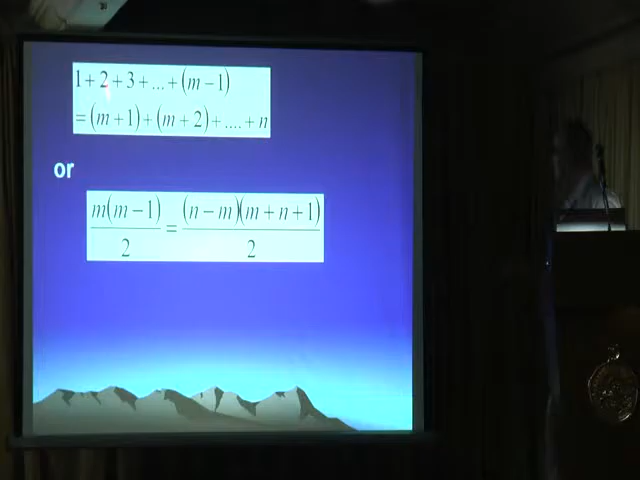 1+2+3+...+(m−1)
=(m+1)+(m+2)+....+n
or
m(m−1)/2 = (n−m)(m+n+1)/2